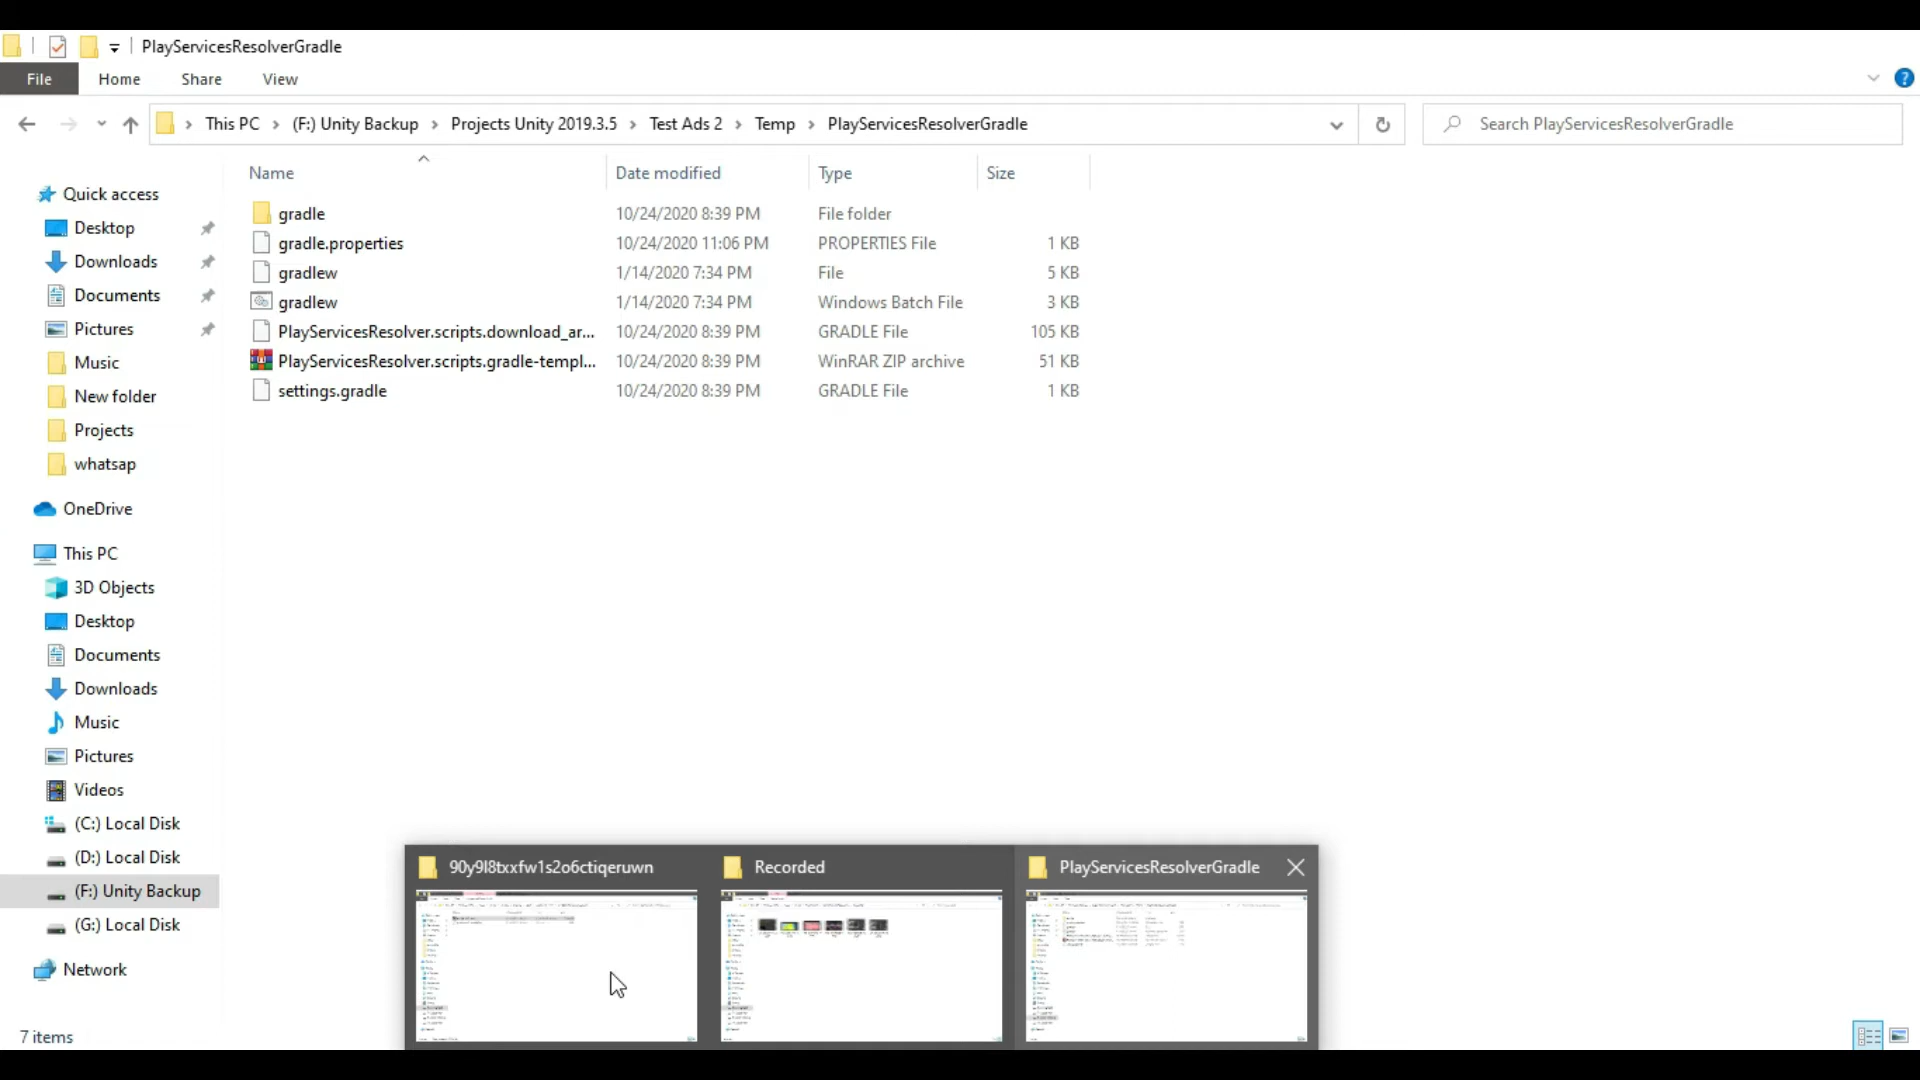 PlayServicesResolverGradle
File Home Share View
This PC (F:) Unity Backup Projects Unity 2019.3.5 Test Ads 2 Temp PlayServicesResolverGradle
Search PlayServicesResolverGradle
Name Date modified Type Size
gradle 10/24/2020 8:39 PM File folder
gradle.properties 10/24/2020 11:06 PM PROPERTIES File 1 KB
gradlew 1/14/2020 7:34 PM File 5 KB
gradlew 1/14/2020 7:34 PM Windows Batch File 3 KB
PlayServicesResolver.scripts.download_ar... 10/24/2020 8:39 PM GRADLE File 105 KB
PlayServicesResolver.scripts.gradle-templ... 10/24/2020 8:39 PM WinRAR ZIP archive 51 KB
settings.gradle 10/24/2020 8:39 PM GRADLE File 1 KB
Quick access
Desktop
Downloads
Documents
Pictures
Music
New folder
Projects
whatsap
OneDrive
This PC
3D Objects
Desktop
Documents
Downloads
Music
Pictures
Videos
(C:) Local Disk
(D:) Local Disk
(F:) Unity Backup
(G:) Local Disk
Network
90y9l8txxfw1s2o6ctiqeruwn Recorded PlayServicesResolverGradle
7 items